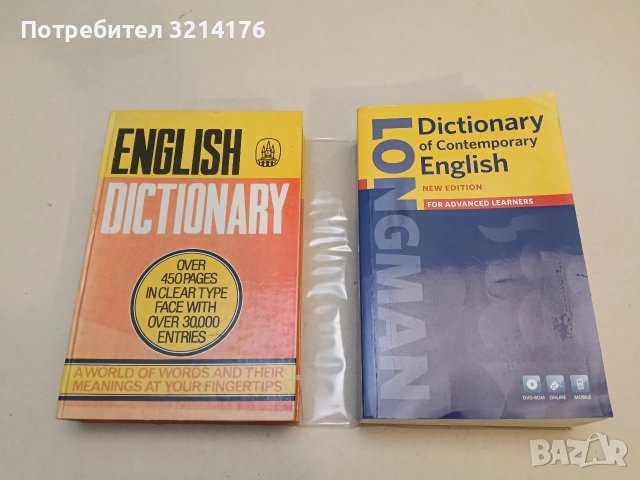 Потребител 3214176
ENGLISH
DICTIONARY
OVER
450 PAGES
IN CLEAR TYPE
FACE WITH
OVER 30,000
ENTRIES
A WORLD OF WORDS AND THEIR
MEANINGS AT YOUR FINGERTIPS
LONGMAN
Dictionary
of Contemporary
English
NEW EDITION
FOR ADVANCED LEARNERS
DVD-ROM ONLINE MOBILE
BAZAR